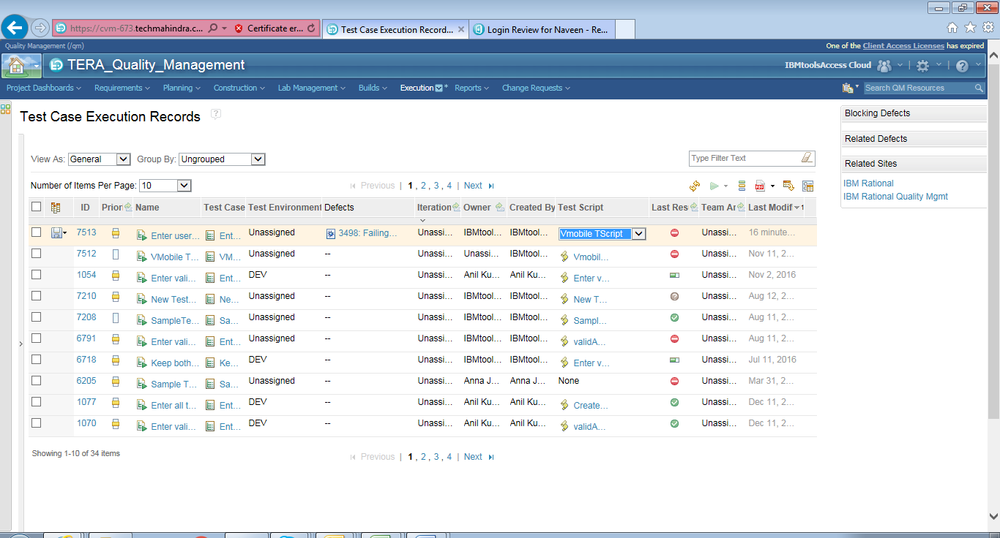 https://cvm-673.techmahindra.c... Certificate er... Test Case Execution Record... Login Review for Naveen - Re...
Quality Management (/qm) One of the Client Access Licenses has expired
TERA_Quality_Management IBMtoolsAccess Cloud
Project Dashboards Requirements Planning Construction Lab Management Builds Execution * Reports Change Requests Search QM Resources
Test Case Execution Records ?
Blocking Defects
Related Defects
Related Sites
IBM Rational
IBM Rational Quality Mgmt
View As: General Group By: Ungrouped Type Filter Text
Number of Items Per Page: 10 Previous | 1 , 2 , 3 , 4 | Next
ID Priori Name Test Case Test Environment Defects Iteration Owner Created By Test Script Last Res Team Ar Last Modif 1
7513 Enter user... Ent... Unassigned 3498: Failing... Unassi... IBMtool... IBMtool... Vmobile TScript Unassi... 16 minute...
7512 VMobile T... VM... Unassigned -- Unassi... Unassi... IBMtool... Vmobil... Unassi... Nov 11, 2...
1054 Enter vali... Ent... DEV -- Unassi... Anil Ku... Anil Ku... Enter v... Unassi... Nov 2, 2016
7210 New Test... Ne... Unassigned -- Unassi... IBMtool... IBMtool... New T... Unassi... Aug 12, 2...
7208 SampleTe... Sa... Unassigned -- Unassi... IBMtool... IBMtool... Sampl... Unassi... Aug 11, 2...
6791 Enter vali... Ent... Unassigned -- Unassi... IBMtool... IBMtool... validA... Unassi... Aug 11, 2...
6718 Keep both... Ke... DEV -- Unassi... IBMtool... IBMtool... Enter v... Unassi... Jul 11, 2016
6205 Sample T... Sa... Unassigned -- Unassi... Anna J... Anna J... None Unassi... Mar 31, 2...
1077 Enter all t... Ent... DEV -- Unassi... Anil Ku... Anil Ku... Create... Unassi... Dec 11, 2...
1070 Enter vali... Ent... DEV -- Unassi... Anil Ku... Anil Ku... validA... Unassi... Dec 11, 2...
Showing 1-10 of 34 items Previous | 1 , 2 , 3 , 4 | Next